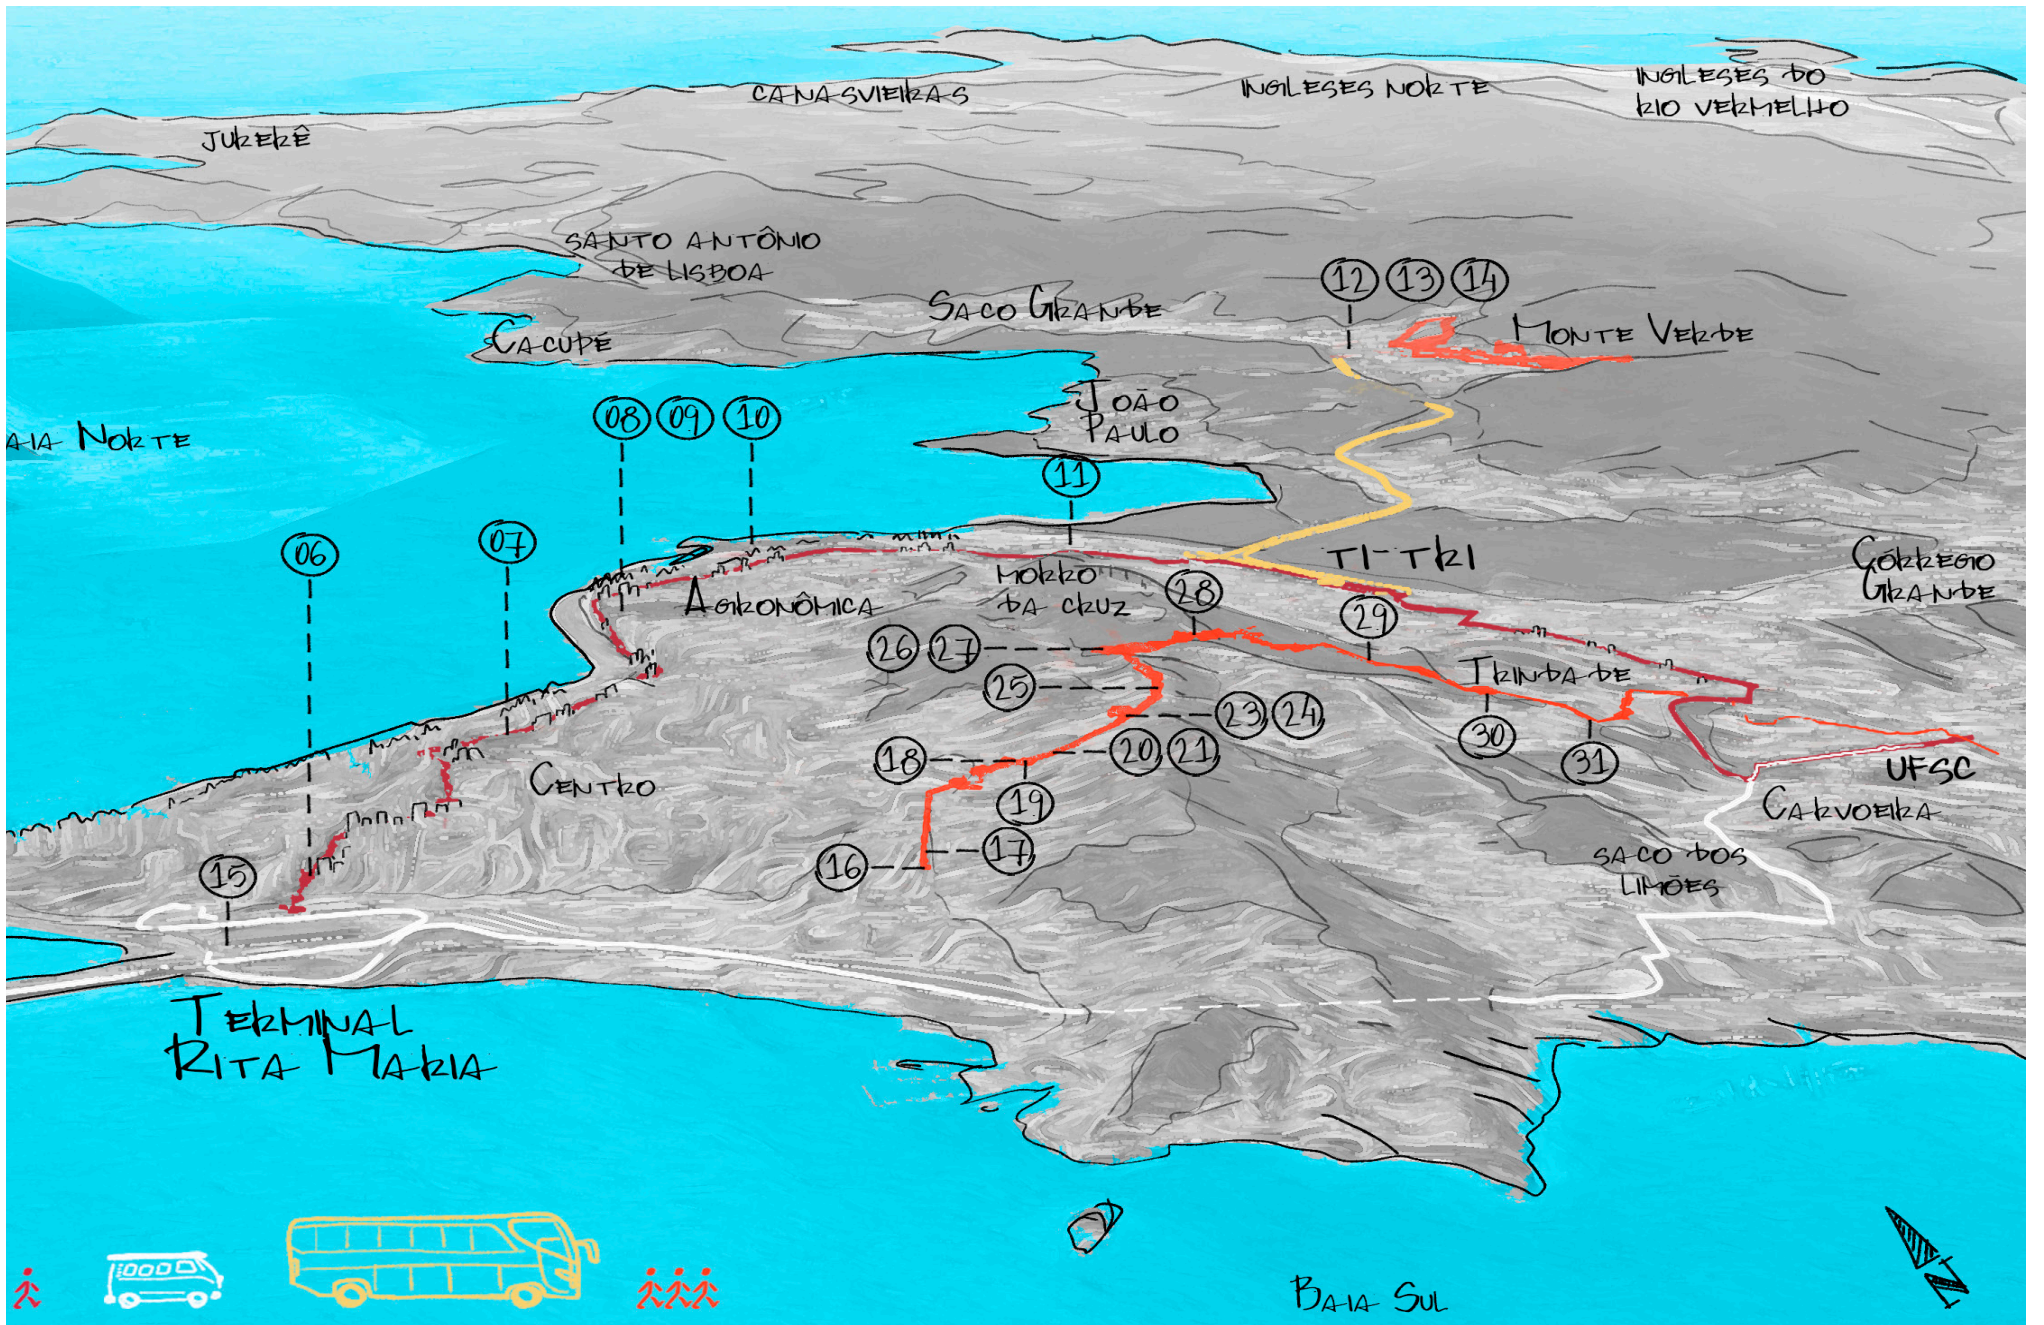 CANASVIEIRAS
INGLESES NORTE
INGLESES DO
RIO VERMELHO
JURERÊ
SANTO ANTÔNIO
DE LISBOA
SACO GRANDE
12 13 14
MONTE VERDE
CACUPÉ
JOÃO
PAULO
AIA NORTE
08 09 10
11
06
07
TI-TRI
CÓRREGO
GRANDE
AGRONÔMICA
MORRO
DA CRUZ
28
29
26 27
25
TRINDADE
23 24
18
20 21
30
31
CENTRO
19
UFSC
CARVOEIRA
17
16
15
SACO DOS
LIMÕES
TERMINAL
RITA MARIA
BAIA SUL
N